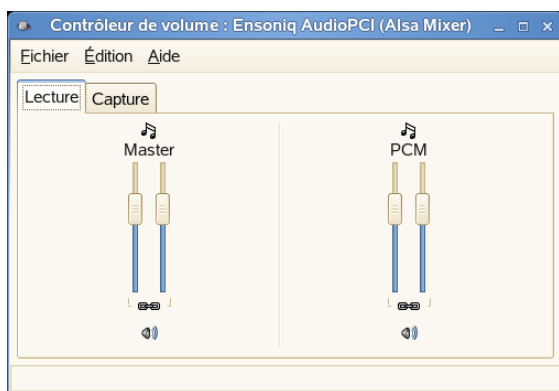 Contrôleur de volume : Ensoniq AudioPCI (Alsa Mixer)
Fichier Édition Aide
Lecture Capture
Master PCM